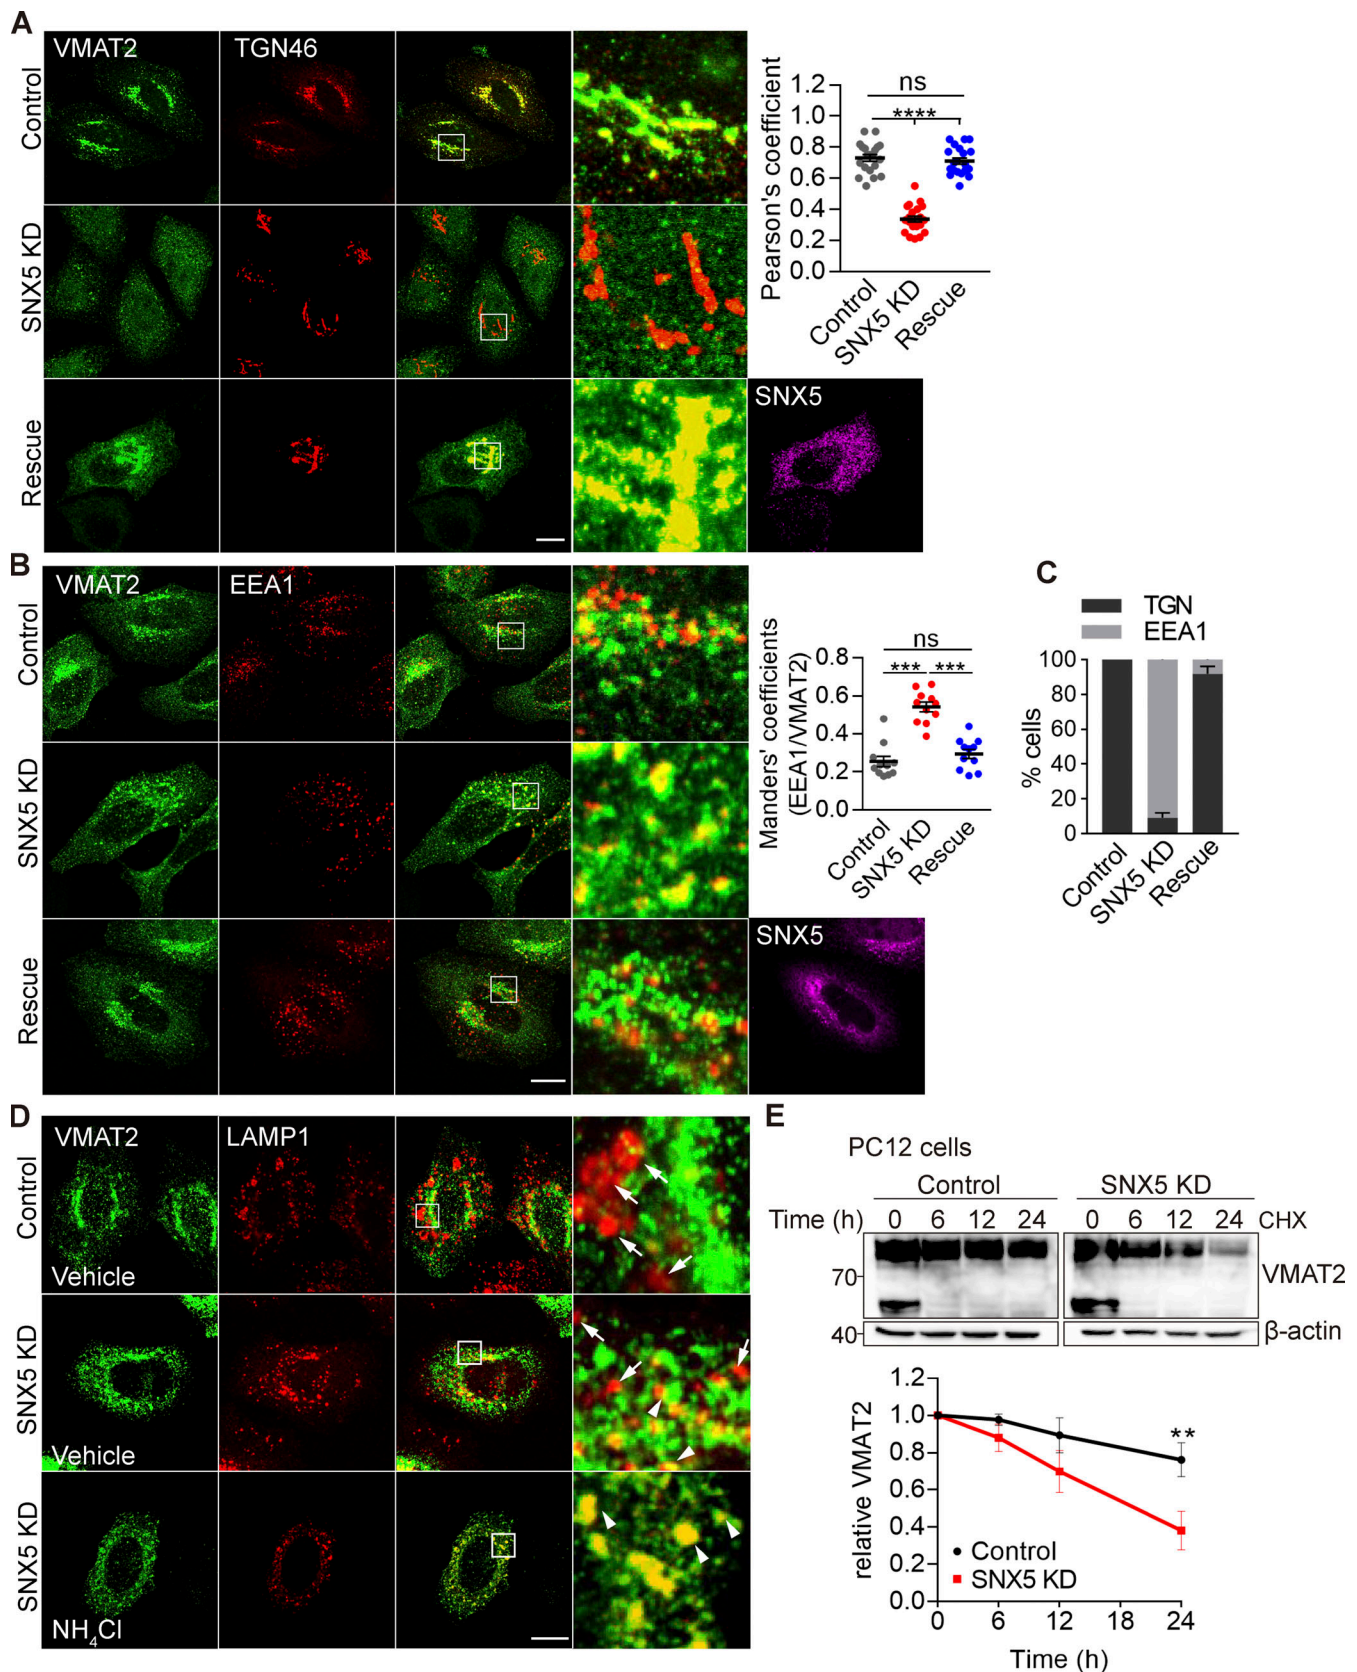 A
VMAT2
TGN46
Control
SNX5 KD
Rescue
SNX5
Pearson's coefficient
1.2
1.0
0.8
0.6
0.4
0.2
0.0
ns
****
Control
SNX5 KD
Rescue
B
VMAT2
EEA1
Control
SNX5 KD
Rescue
SNX5
Manders' coefficients
(EEA1/VMAT2)
0.8
0.6
0.4
0.2
0.0
ns
*** ***
Control
SNX5 KD
Rescue
C
TGN
EEA1
% cells
100
80
60
40
20
0
Control
SNX5 KD
Rescue
D
VMAT2
LAMP1
Control
Vehicle
SNX5 KD
Vehicle
SNX5 KD
NH₄Cl
E
PC12 cells
Control SNX5 KD
Time (h) 0 6 12 24 0 6 12 24 CHX
70
VMAT2
40
β-actin
relative VMAT2
1.2
1.0
0.8
0.6
0.4
0.2
0.0
**
Control
SNX5 KD
0 6 12 18 24
Time (h)